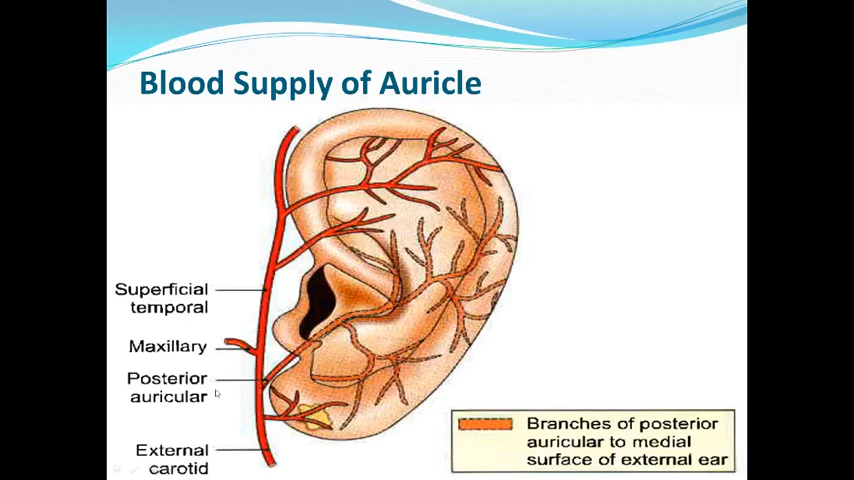 Blood Supply of Auricle
Superficial
temporal
Maxillary
Posterior
auricular
External
carotid
Branches of posterior
auricular to medial
surface of external ear